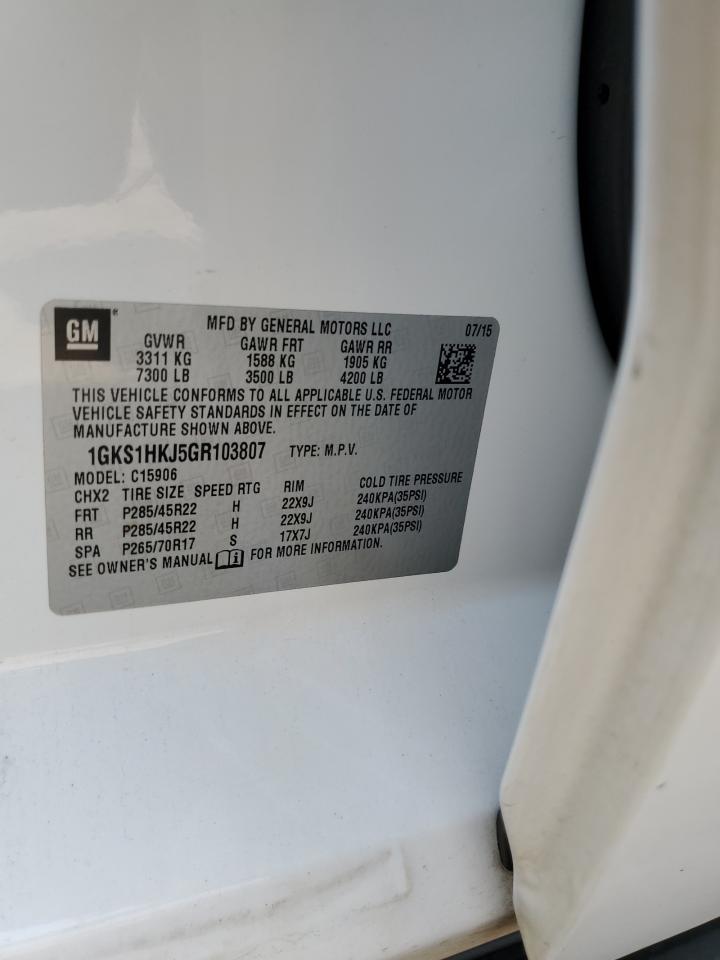 GM
MFD BY GENERAL MOTORS LLC 07/15
GVWR GAWR FRT GAWR RR
3311 KG 1588 KG 1905 KG
7300 LB 3500 LB 4200 LB
THIS VEHICLE CONFORMS TO ALL APPLICABLE U.S. FEDERAL MOTOR
VEHICLE SAFETY STANDARDS IN EFFECT ON THE DATE OF
MANUFACTURE SHOWN ABOVE.
1GKS1HKJ5GR103807 TYPE: M.P.V.
MODEL: C15906
CHX2 TIRE SIZE SPEED RTG RIM COLD TIRE PRESSURE
FRT P285/45R22 H 22X9J 240KPA(35PSI)
RR P285/45R22 H 22X9J 240KPA(35PSI)
SPA P265/70R17 S 17X7J 240KPA(35PSI)
SEE OWNER'S MANUAL FOR MORE INFORMATION.